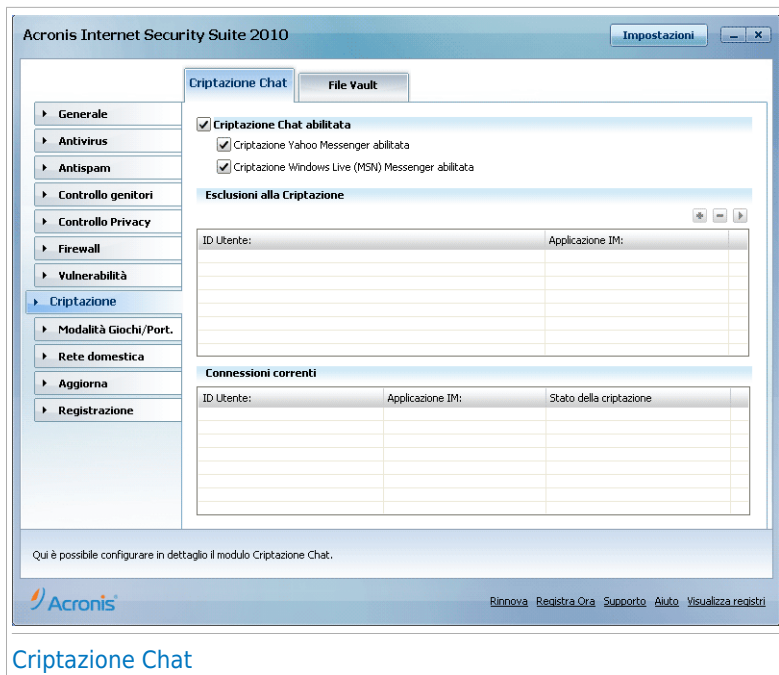 Acronis Internet Security Suite 2010
Impostazioni
Criptazione Chat
File Vault
Generale
Antivirus
Antispam
Controllo genitori
Controllo Privacy
Firewall
Vulnerabilità
Criptazione
Modalità Giochi/Port.
Rete domestica
Aggiorna
Registrazione
Criptazione Chat abilitata
Criptazione Yahoo Messenger abilitata
Criptazione Windows Live (MSN) Messenger abilitata
Esclusioni alla Criptazione
ID Utente: Applicazione IM:
Connessioni correnti
ID Utente: Applicazione IM: Stato della criptazione
Qui è possibile configurare in dettaglio il modulo Criptazione Chat.
Acronis
Rinnova Registra Ora Supporto Aiuto Visualizza registri
Criptazione Chat